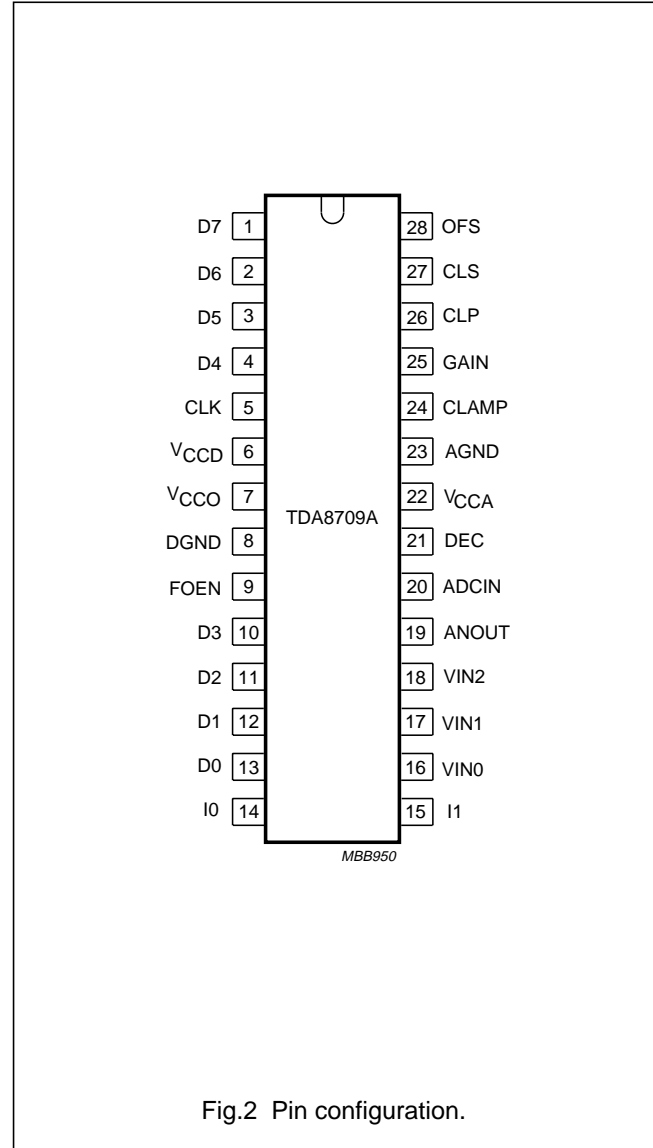 D7 1 28 OFS
D6 2 27 CLS
D5 3 26 CLP
D4 4 25 GAIN
CLK 5 24 CLAMP
VCCD 6 23 AGND
VCCO 7 22 VCCA
TDA8709A
DGND 8 21 DEC
FOEN 9 20 ADCIN
D3 10 19 ANOUT
D2 11 18 VIN2
D1 12 17 VIN1
D0 13 16 VIN0
I0 14 15 I1
MBB950
Fig.2 Pin configuration.